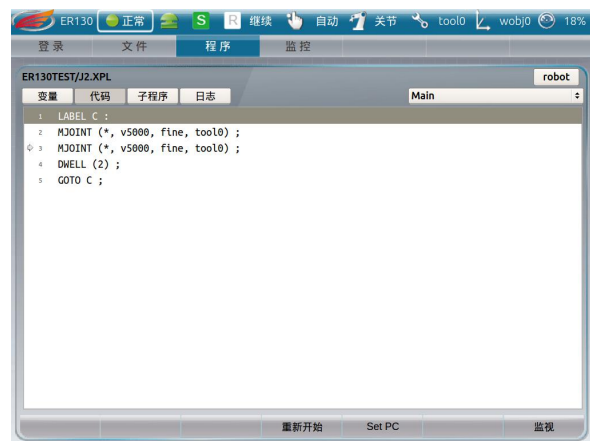 ER130 正常 S R 继续 自动 关节 tool0 wobj0 18%
登录 文件 程序 监控
ER130TEST/J2.XPL robot
变量 代码 子程序 日志 Main
1 LABEL C :
2 MJOINT (*, v5000, fine, tool0) ;
3 MJOINT (*, v5000, fine, tool0) ;
4 DWELL (2) ;
5 GOTO C ;
重新开始 Set PC 监视